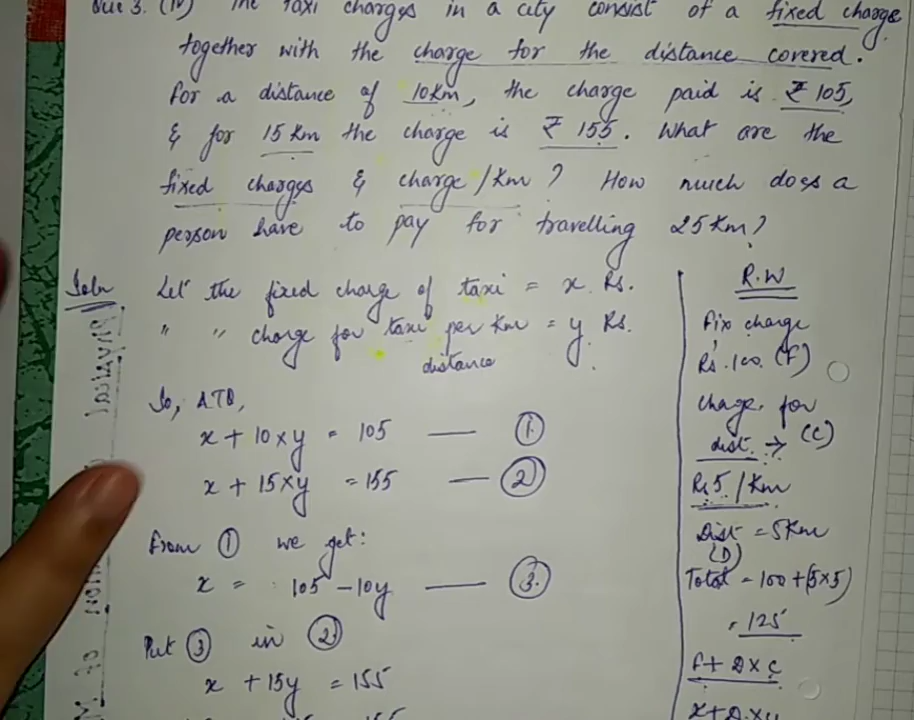 Que 3. (IV) The taxi charges in a city consist of a fixed charge
together with the charge for the distance covered.
For a distance of 10Km, the charge paid is ₹ 105,
& for 15 Km the charge is ₹ 155. What are the
fixed charges & charge/Km? How much does a
person have to pay for travelling 25 Km?
Soln Let the fixed charge of taxi = x Rs.
" " charge for taxi per Km = y Rs.
distance
So, ATQ,
x + 10×y = 105 — ①
x + 15×y = 155 — ②
From ① we get:
x = 105 - 10y — ③
Put ③ in ②
x + 15y = 155
R.W
Fix charge
Rs. 100. (F)
Charge for
dist. → (C)
Rs 5. /Km
Dist = 5Km
(D)
Total = 100 + (5×5)
= 125
F + D × C
x + D × y